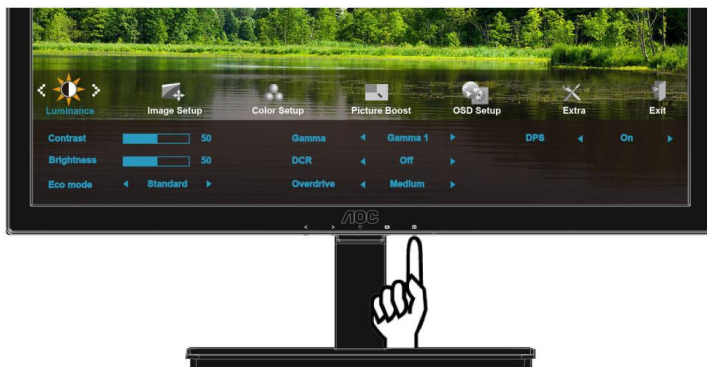 Luminance Image Setup Color Setup Picture Boost OSD Setup Extra Exit
Contrast 50 Gamma Gamma 1 DPS On
Brightness 50 DCR Off
Eco mode Standard Overdrive Medium
AOC